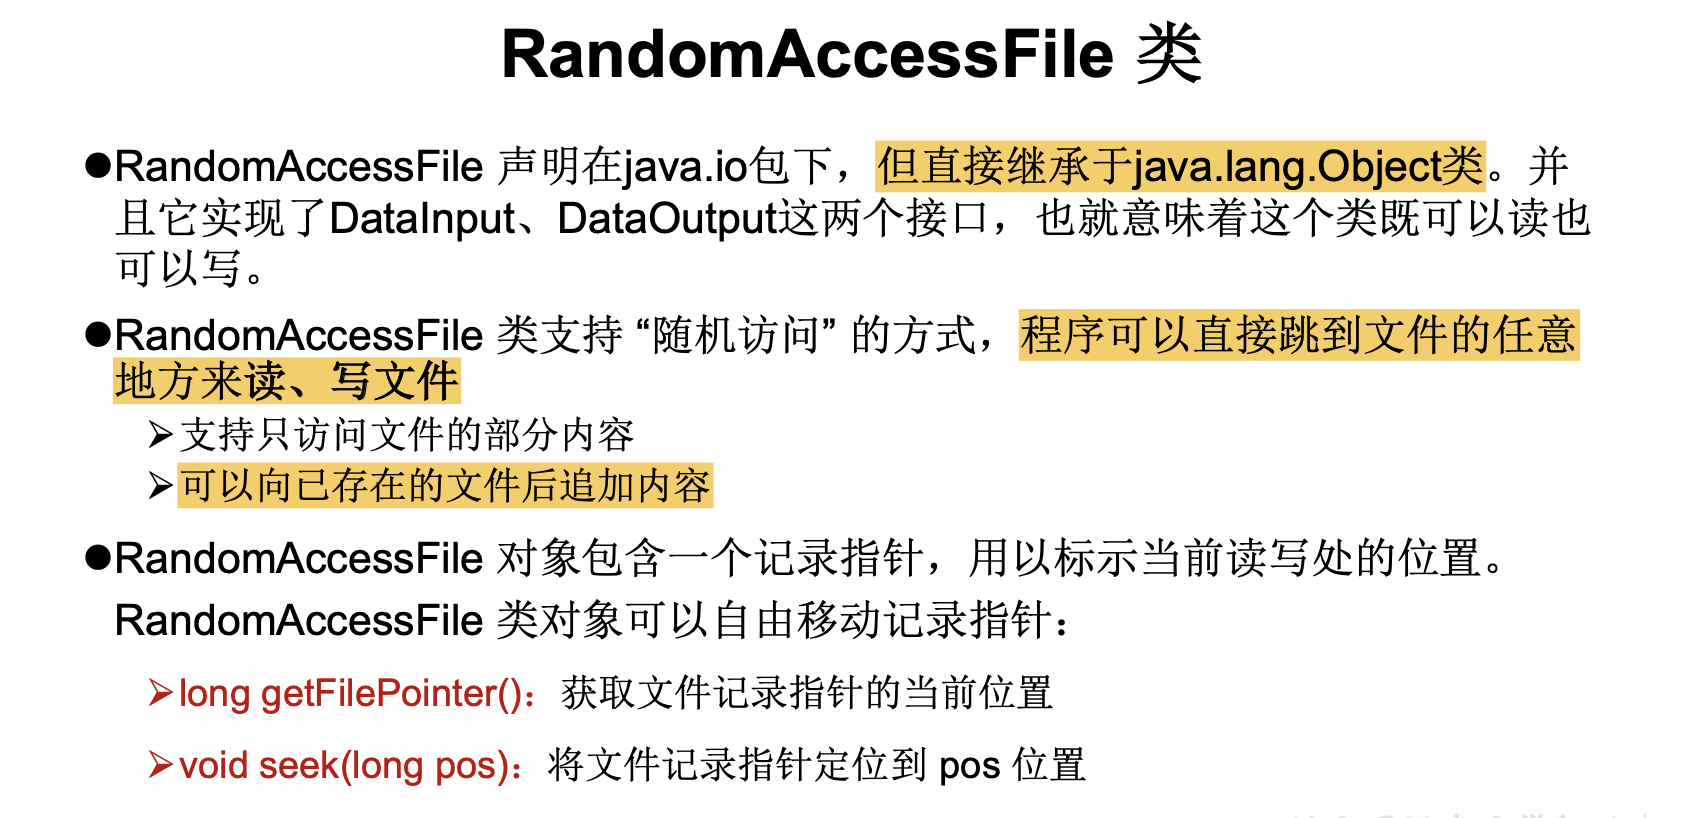 RandomAccessFile 类
●RandomAccessFile 声明在java.io包下，但直接继承于java.lang.Object类。并
且它实现了DataInput、DataOutput这两个接口，也就意味着这个类既可以读也
可以写。
●RandomAccessFile 类支持 “随机访问” 的方式，程序可以直接跳到文件的任意
地方来读、写文件
➢支持只访问文件的部分内容
➢可以向已存在的文件后追加内容
●RandomAccessFile 对象包含一个记录指针，用以标示当前读写处的位置。
RandomAccessFile 类对象可以自由移动记录指针：
➢long getFilePointer()：获取文件记录指针的当前位置
➢void seek(long pos)：将文件记录指针定位到 pos 位置